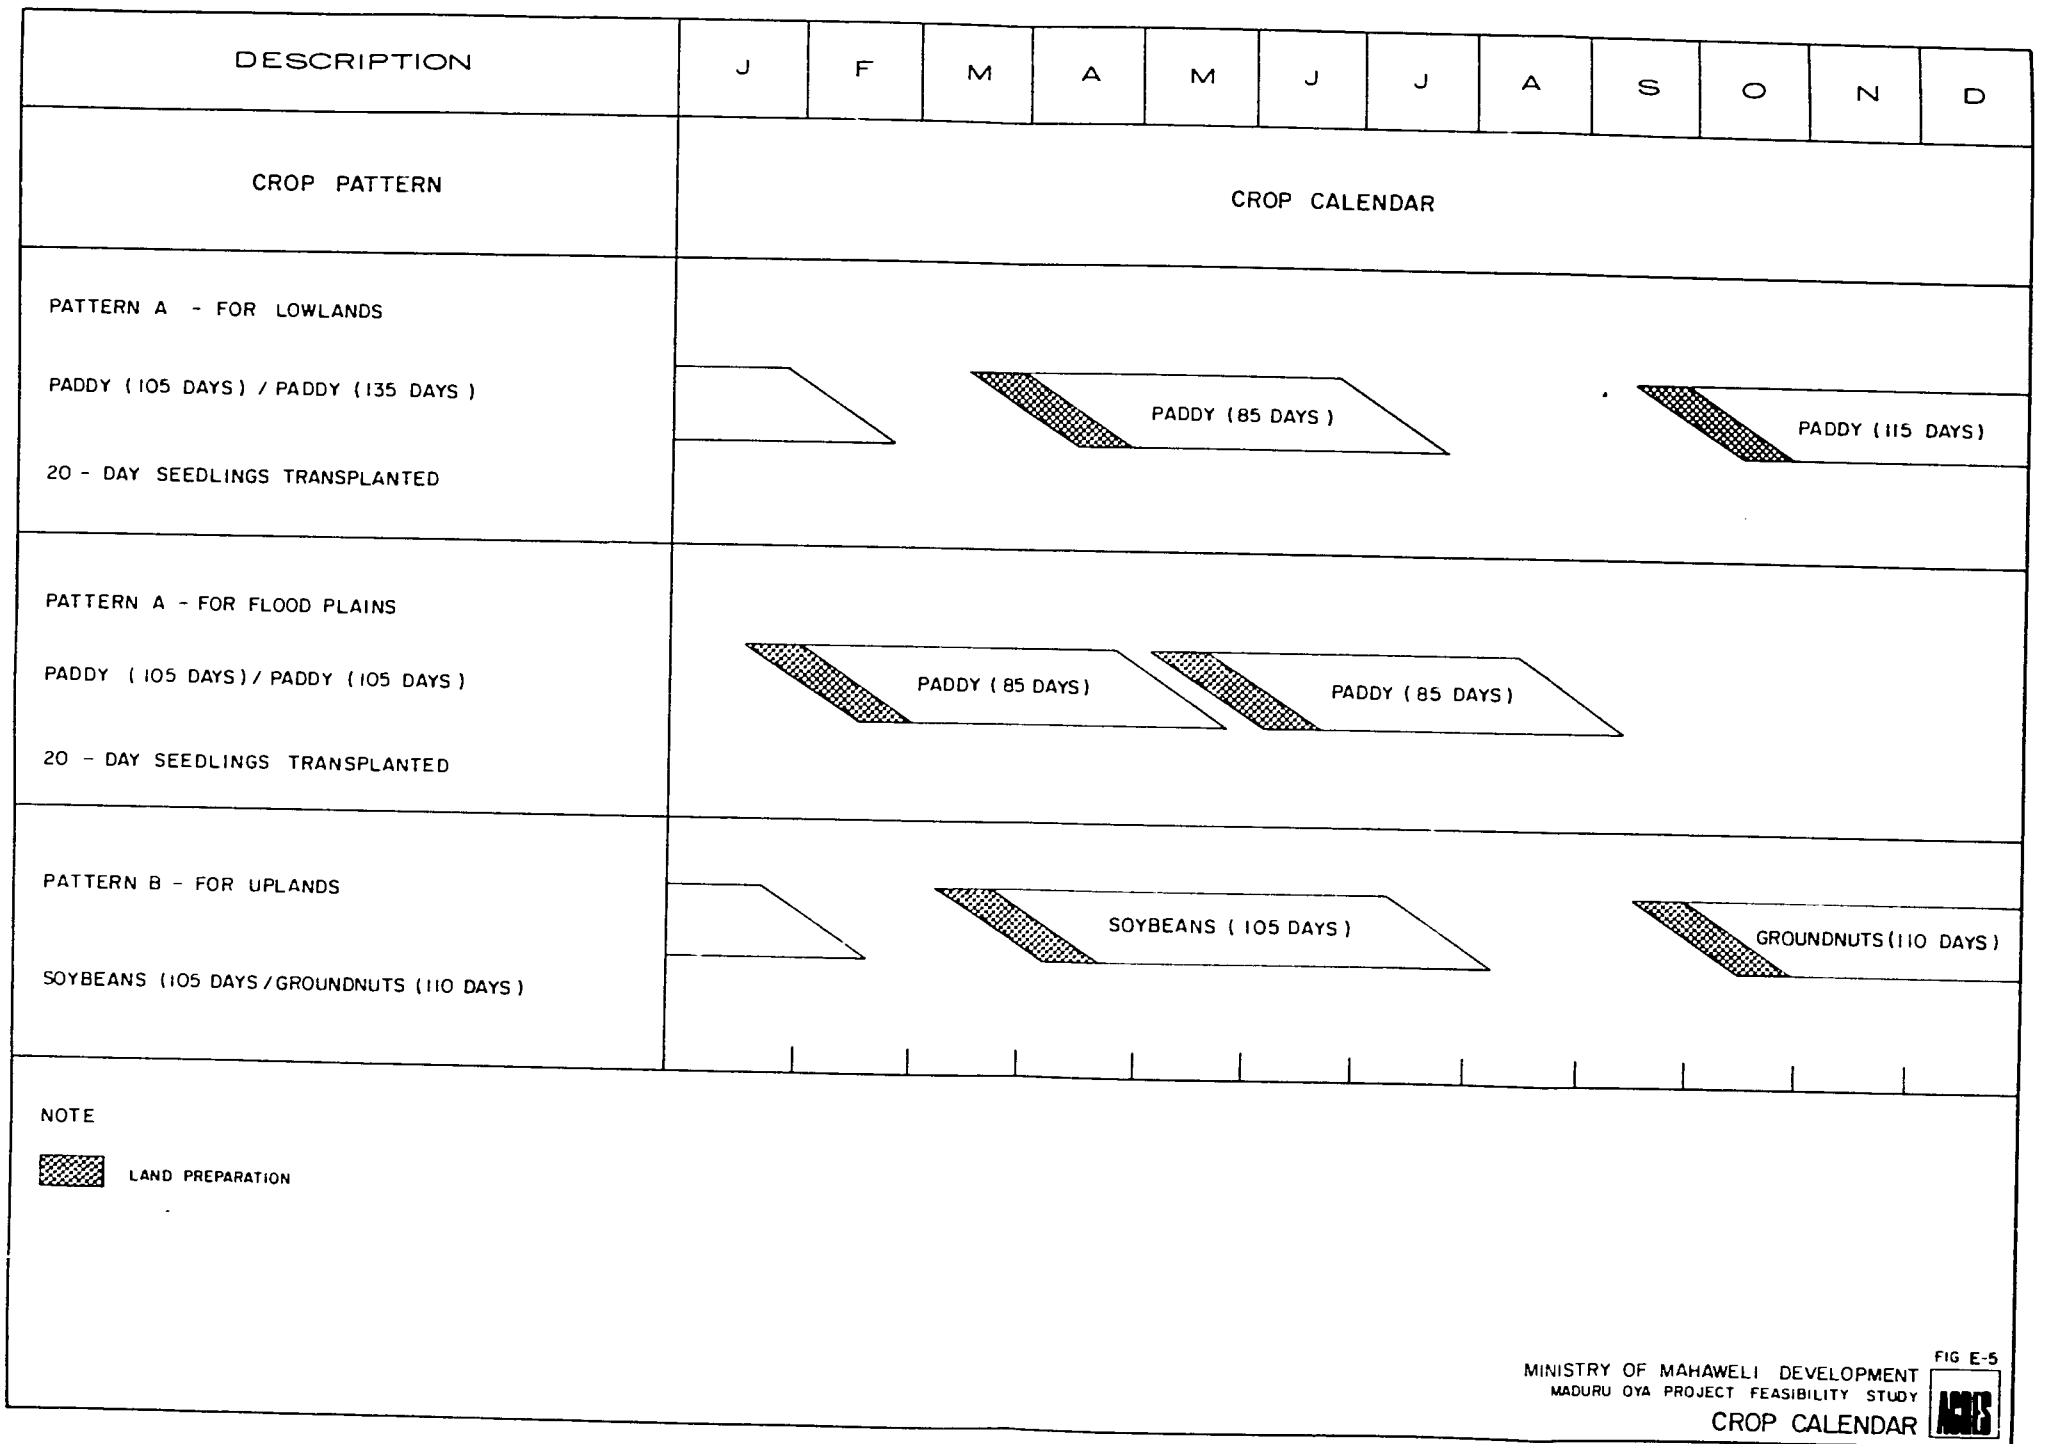 DESCRIPTION J F M A M J J A S O N D
CROP PATTERN CROP CALENDAR
PATTERN A - FOR LOWLANDS
PADDY (105 DAYS) / PADDY (135 DAYS)
PADDY (85 DAYS) PADDY (115 DAYS)
20 - DAY SEEDLINGS TRANSPLANTED
PATTERN A - FOR FLOOD PLAINS
PADDY (105 DAYS) / PADDY (105 DAYS)
PADDY (85 DAYS) PADDY (85 DAYS)
20 - DAY SEEDLINGS TRANSPLANTED
PATTERN B - FOR UPLANDS
SOYBEANS (105 DAYS) GROUNDNUTS (110 DAYS)
SOYBEANS (105 DAYS / GROUNDNUTS (110 DAYS)
NOTE
LAND PREPARATION
FIG E-5
MINISTRY OF MAHAWELI DEVELOPMENT
MADURU OYA PROJECT FEASIBILITY STUDY
CROP CALENDAR
ACRES